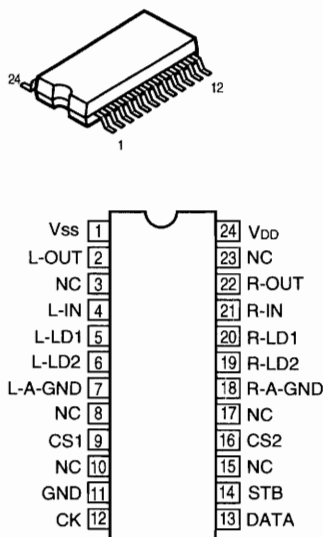 24
12
1
Vss 1 24 VDD
L-OUT 2 23 NC
NC 3 22 R-OUT
L-IN 4 21 R-IN
L-LD1 5 20 R-LD1
L-LD2 6 19 R-LD2
L-A-GND 7 18 R-A-GND
NC 8 17 NC
CS1 9 16 CS2
NC 10 15 NC
GND 11 14 STB
CK 12 13 DATA